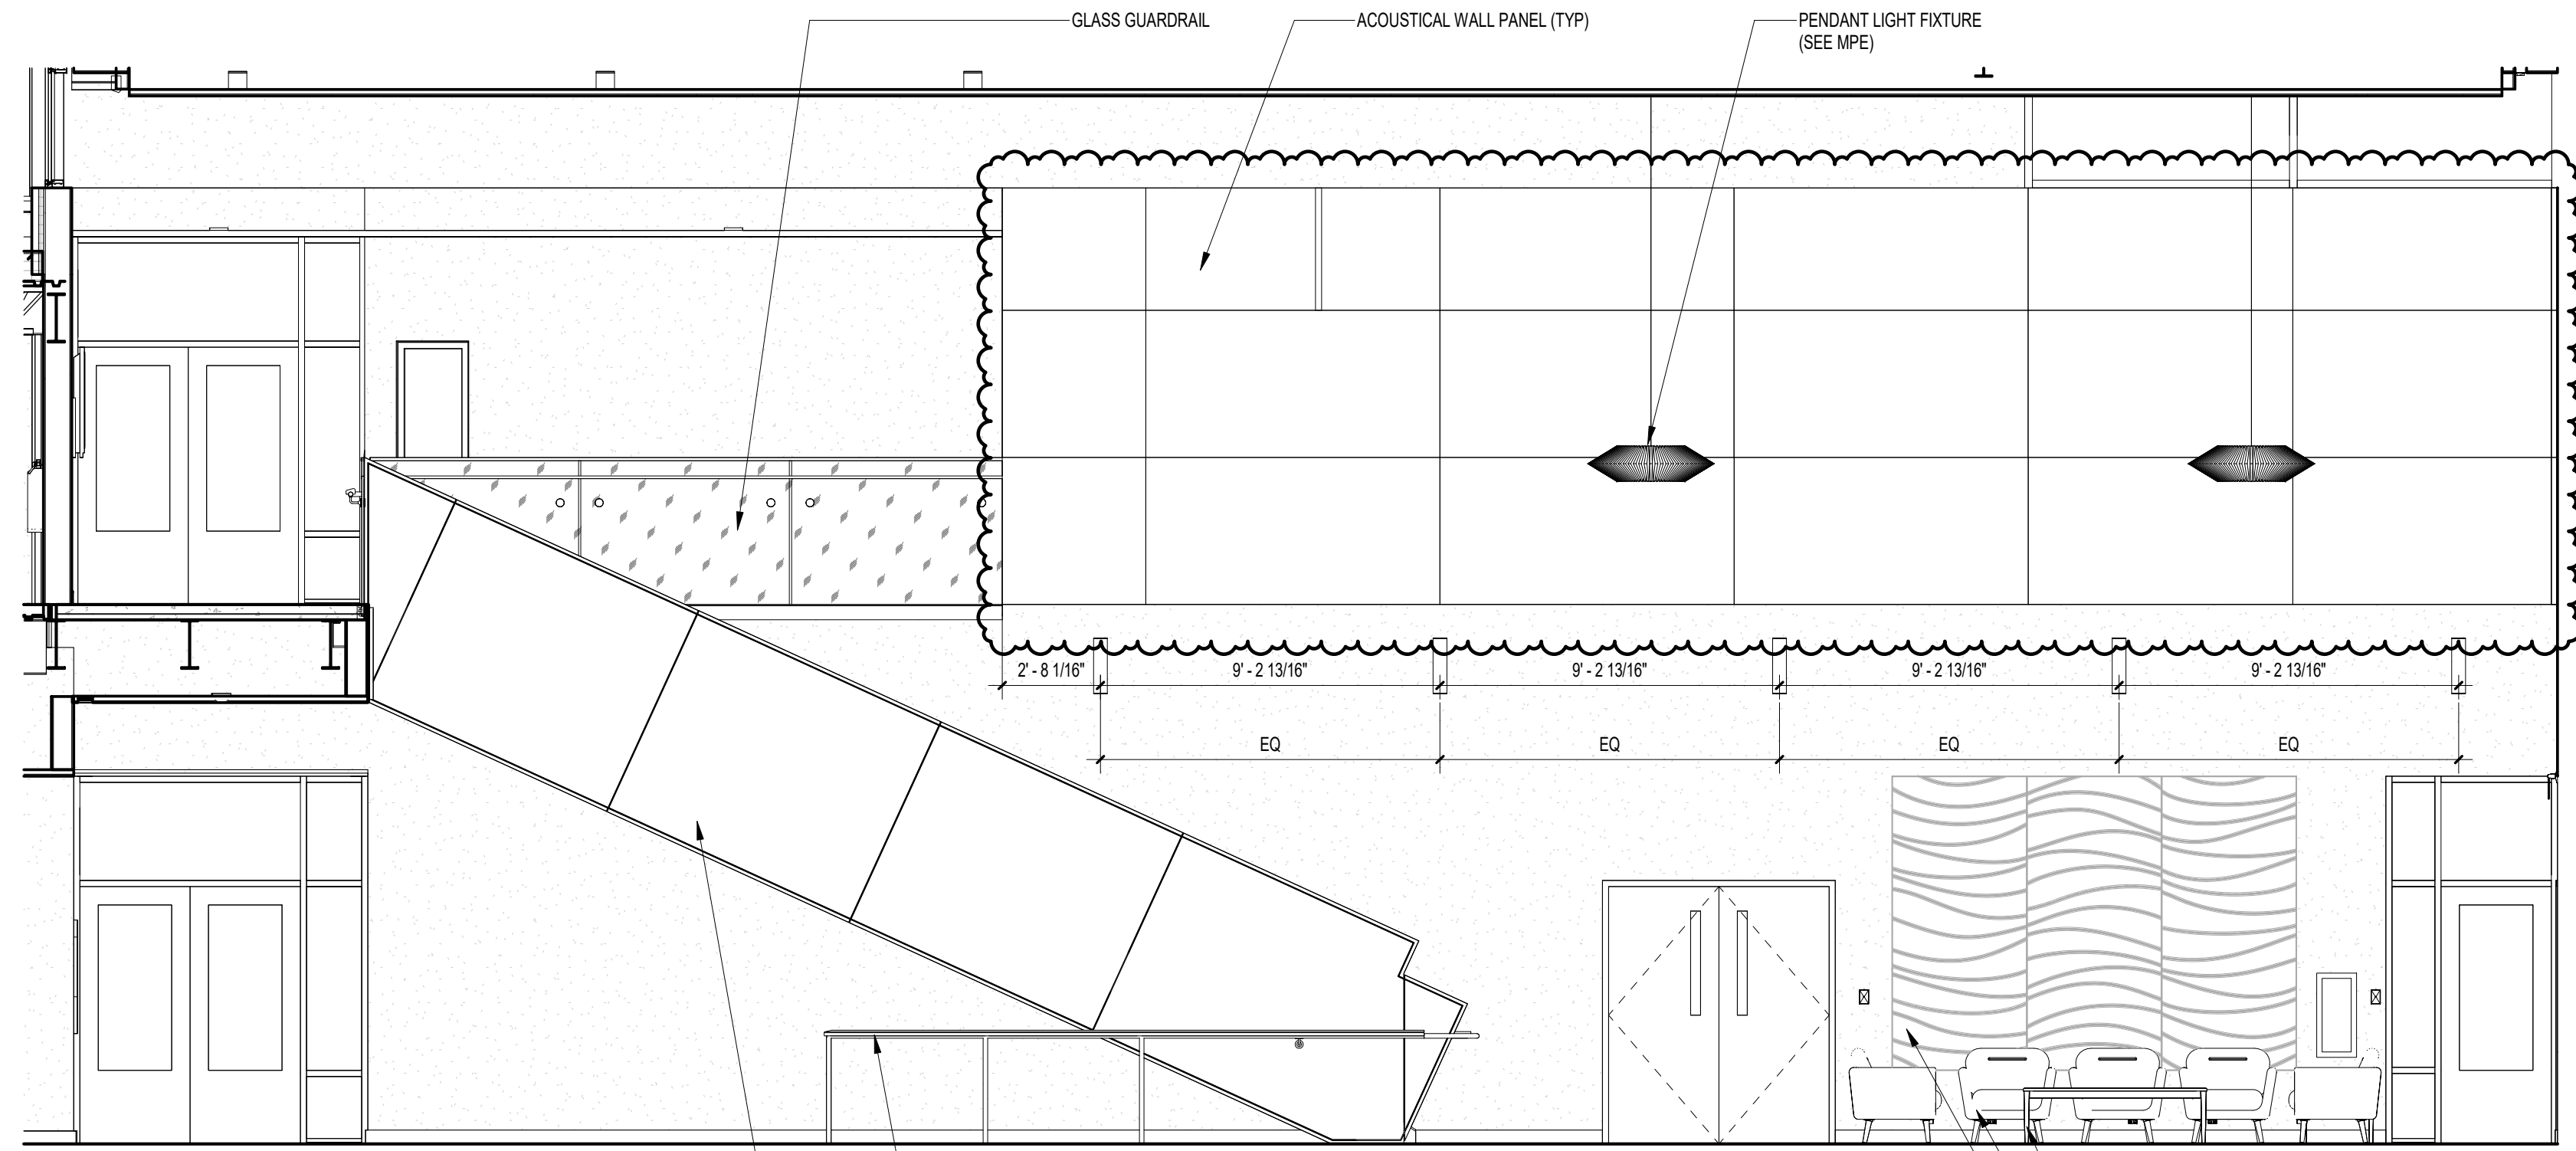 GLASS GUARDRAIL
ACOUSTICAL WALL PANEL (TYP)
PENDANT LIGHT FIXTURE
(SEE MPE)
2' - 8 1/16"
9' - 2 13/16"
9' - 2 13/16"
9' - 2 13/16"
9' - 2 13/16"
EQ
EQ
EQ
EQ